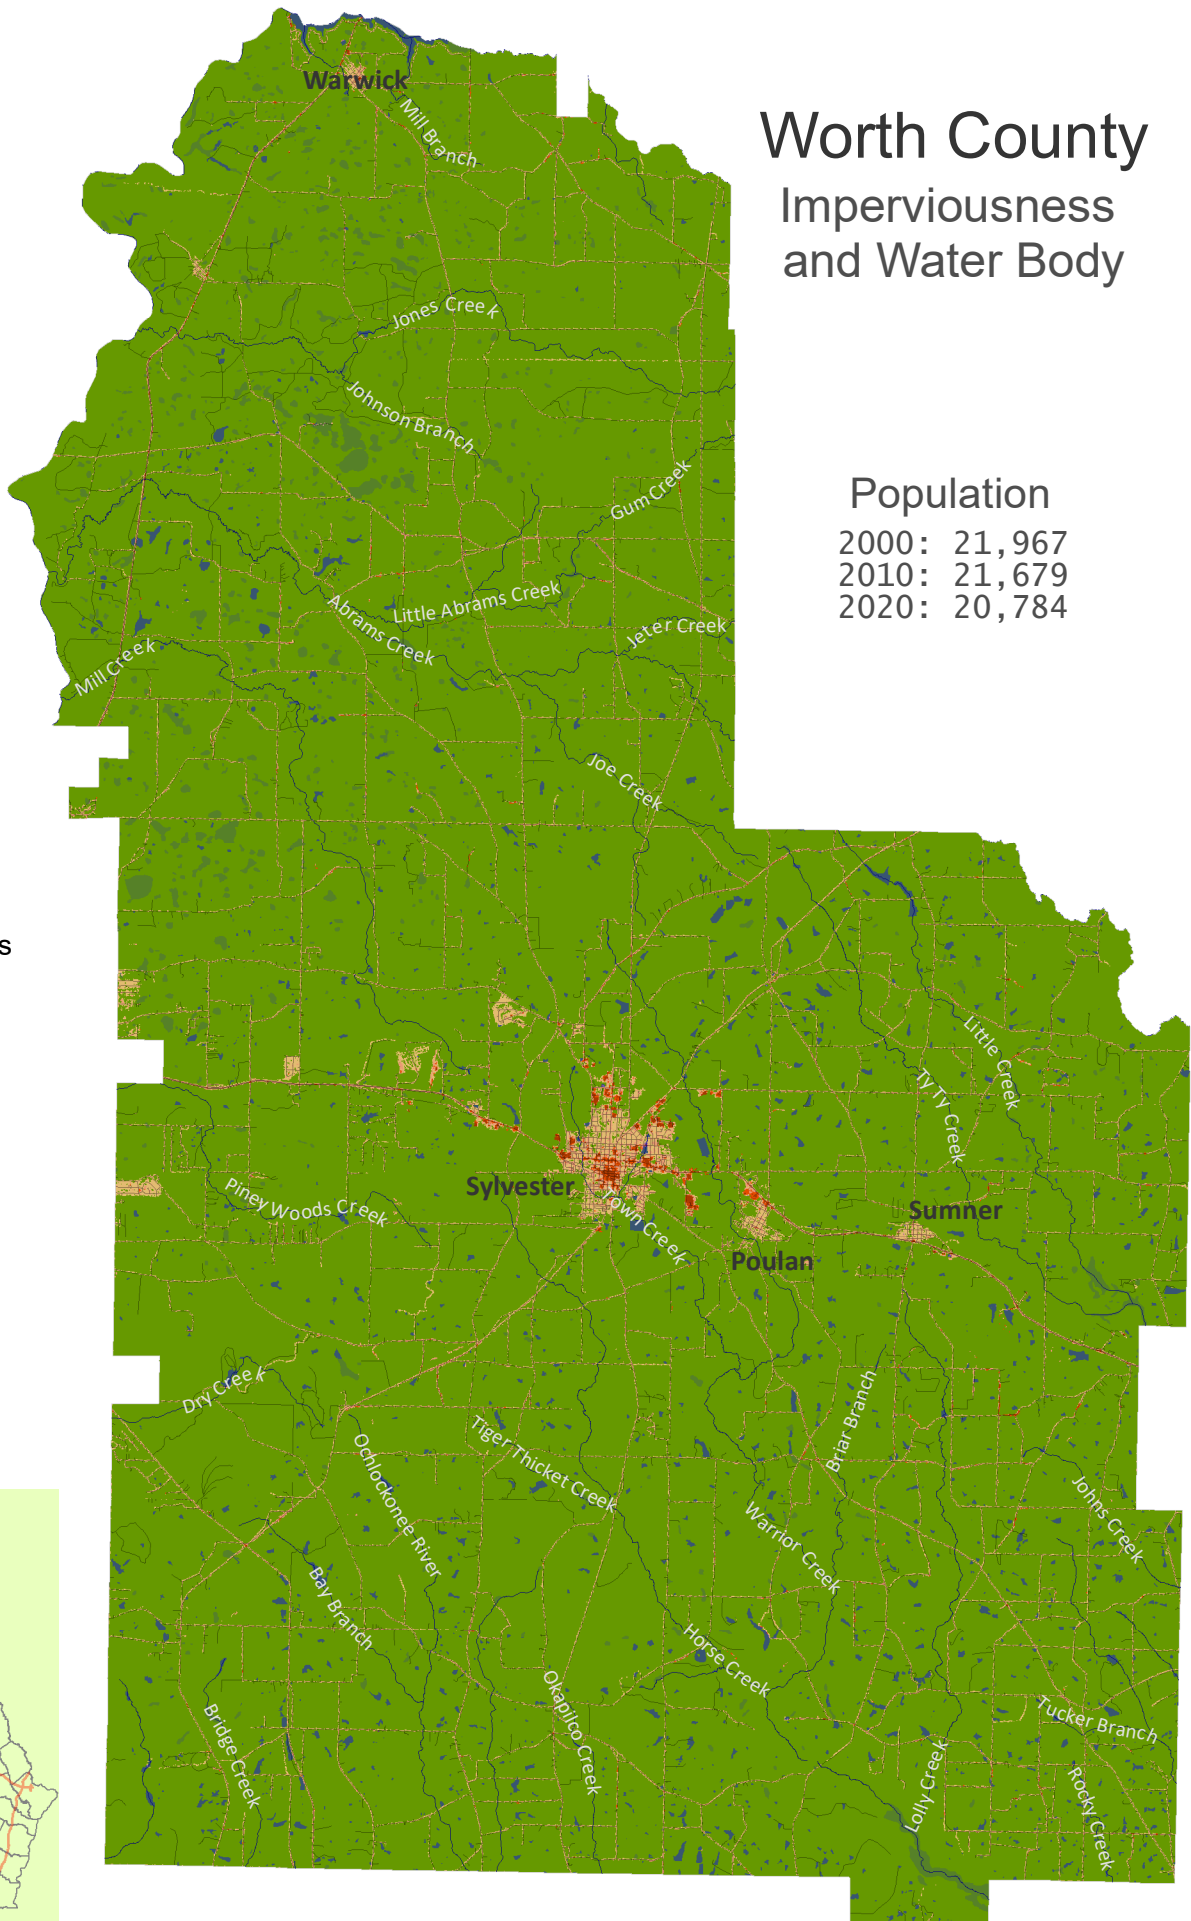 Warwick
Mill Branch
Worth County
Imperviousness
and Water Body
Jones Creek
Johnson Branch
Gum Creek
Population
2000: 21,967
2010: 21,679
2020: 20,784
Little Abrams Creek
Abrams Creek
Jeter Creek
Mill Creek
Joe Creek
s
Little Creek
Ty Ty Creek
Sylvester
Piney Woods Creek
Town Creek
Sumner
Poulan
Dry Creek
Briar Branch
Tiger Thicket Creek
Ochlockonee River
Johns Creek
Warrior Creek
Bay Branch
Horse Creek
Okapilco Creek
Bridge Creek
Tucker Branch
Lolly Creek
Rocky Creek